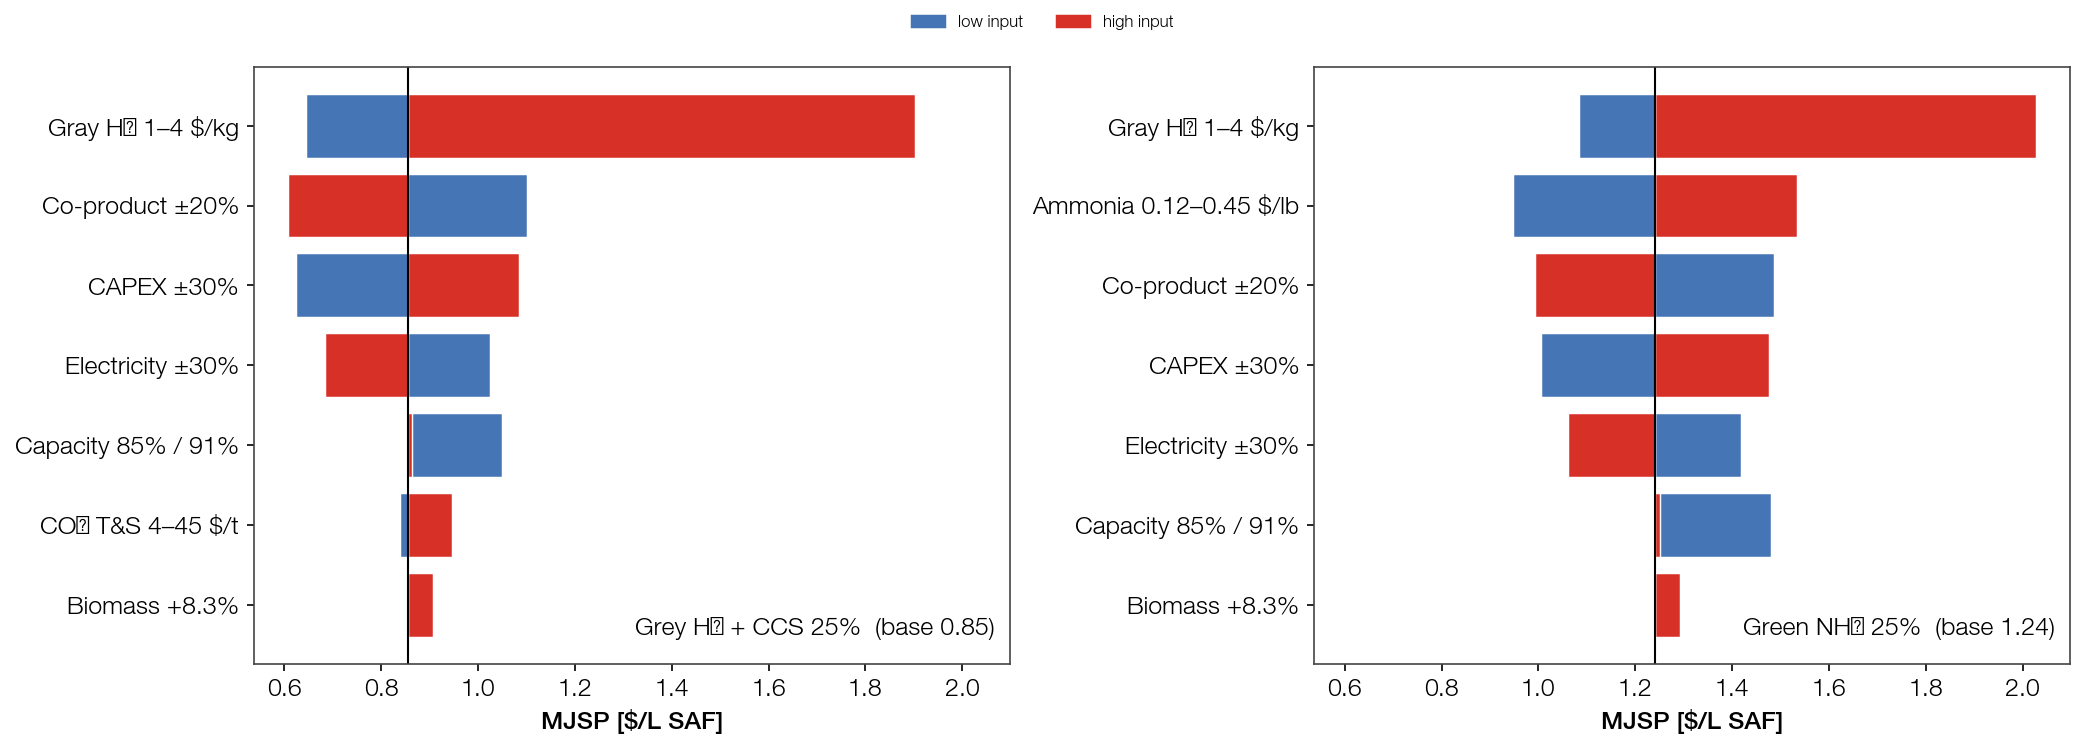 low input
high input
Gray H� 1–4 $/kg
Co-product ±20%
CAPEX ±30%
Electricity ±30%
Capacity 85% / 91%
CO� T&S 4–45 $/t
Biomass +8.3%
Grey H� + CCS 25% (base 0.85)
0.6 0.8 1.0 1.2 1.4 1.6 1.8 2.0
MJSP [$/L SAF]
Gray H� 1–4 $/kg
Ammonia 0.12–0.45 $/lb
Co-product ±20%
CAPEX ±30%
Electricity ±30%
Capacity 85% / 91%
Biomass +8.3%
Green NH� 25% (base 1.24)
0.6 0.8 1.0 1.2 1.4 1.6 1.8 2.0
MJSP [$/L SAF]